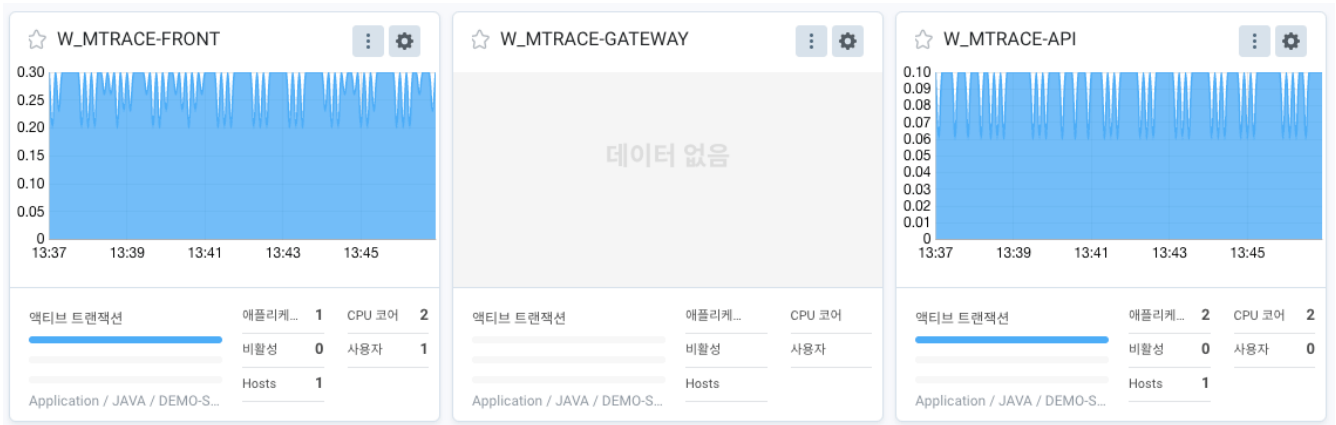 W_MTRACE-FRONT
0.30
0.25
0.20
0.15
0.10
0.05
0
13:37 13:39 13:41 13:43 13:45
액티브 트랜잭션
애플리케... 1 CPU 코어 2
비활성 0 사용자 1
Hosts 1
Application / JAVA / DEMO-S...
W_MTRACE-GATEWAY
데이터 없음
액티브 트랜잭션
애플리케... CPU 코어
비활성 사용자
Hosts
Application / JAVA / DEMO-S...
W_MTRACE-API
0.10
0.09
0.08
0.07
0.06
0.05
0.04
0.03
0.02
0.01
0
13:37 13:39 13:41 13:43 13:45
액티브 트랜잭션
애플리케... 2 CPU 코어 2
비활성 0 사용자 0
Hosts 1
Application / JAVA / DEMO-S...